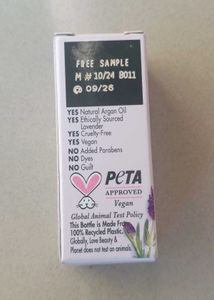 FREE SAMPLE
M # 10/24 B011
09/26
YES Natural Argan Oil
YES Ethically Sourced
Lavender
YES Cruelty-Free
YES Vegan
NO Added Parabens
NO Dyes
NO Guilt
PETA
APPROVED
Vegan
Global Animal Test Policy
This Bottle is Made From
100% Recycled Plastic.
Globally, Love Beauty &
Planet does not test on animals.